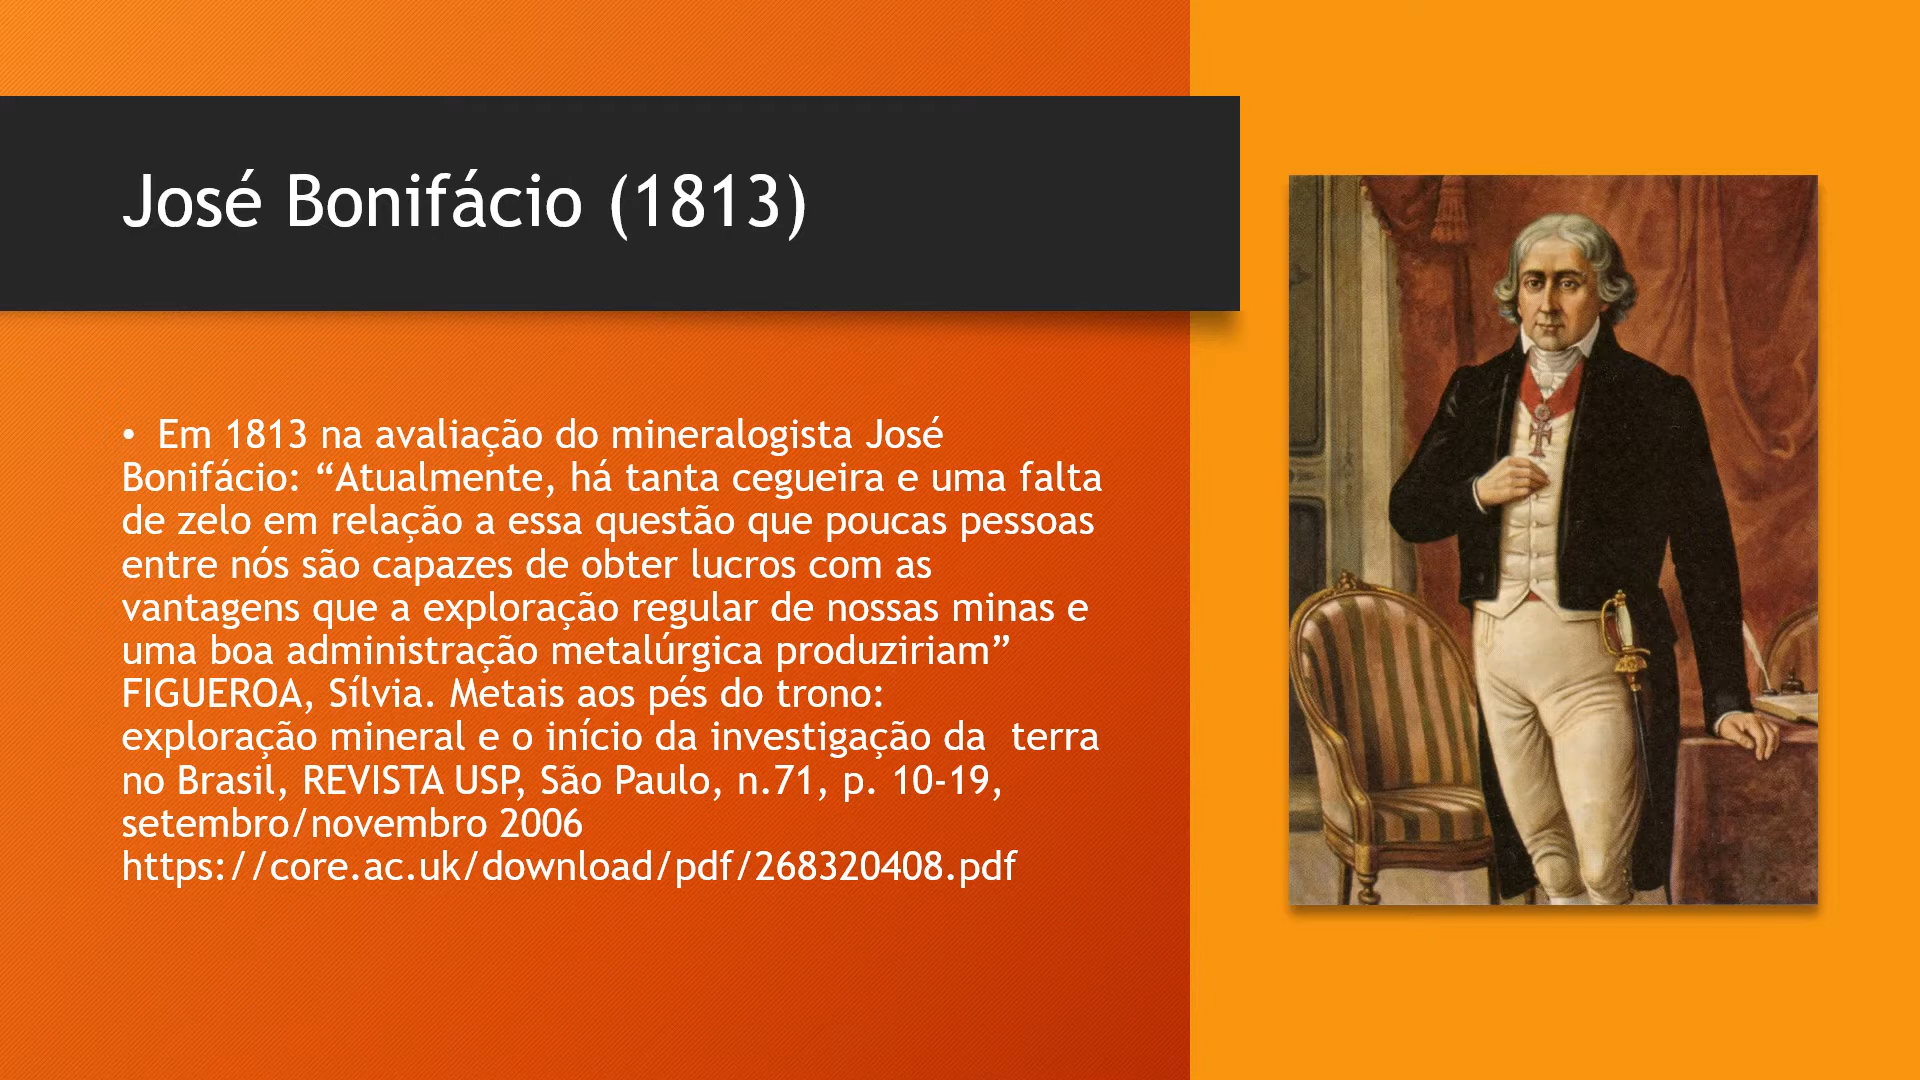 José Bonifácio (1813)
• Em 1813 na avaliação do mineralogista José
Bonifácio: “Atualmente, há tanta cegueira e uma falta
de zelo em relação a essa questão que poucas pessoas
entre nós são capazes de obter lucros com as
vantagens que a exploração regular de nossas minas e
uma boa administração metalúrgica produziriam”
FIGUEROA, Sílvia. Metais aos pés do trono:
exploração mineral e o início da investigação da  terra
no Brasil, REVISTA USP, São Paulo, n.71, p. 10-19,
setembro/novembro 2006
https://core.ac.uk/download/pdf/268320408.pdf